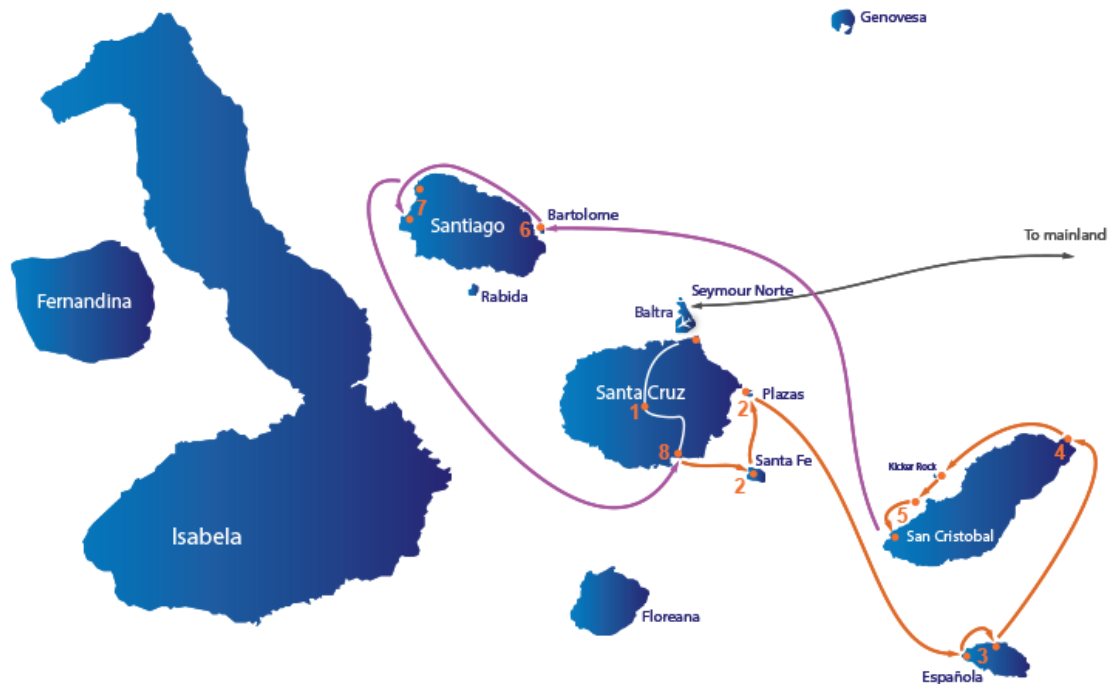 Genovesa
7
Santiago
6
Bartolome
To mainland
Fernandina
Rabida
Seymour Norte
Baltra
Santa Cruz
1
Plazas
2
8
Santa Fe
2
4
Kicker Rock
5
San Cristobal
Isabela
Floreana
3
Española